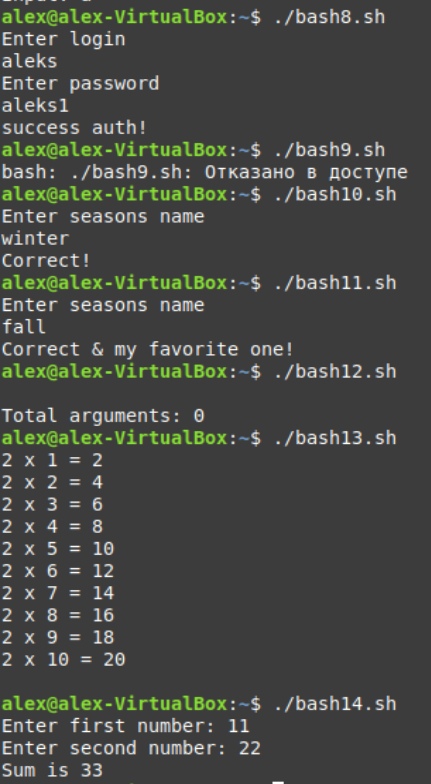 alex@alex-VirtualBox:~$ ./bash8.sh
Enter login
aleks
Enter password
aleks1
success auth!
alex@alex-VirtualBox:~$ ./bash9.sh
bash: ./bash9.sh: Отказано в доступе
alex@alex-VirtualBox:~$ ./bash10.sh
Enter seasons name
winter
Correct!
alex@alex-VirtualBox:~$ ./bash11.sh
Enter seasons name
fall
Correct & my favorite one!
alex@alex-VirtualBox:~$ ./bash12.sh
Total arguments: 0
alex@alex-VirtualBox:~$ ./bash13.sh
2 x 1 = 2
2 x 2 = 4
2 x 3 = 6
2 x 4 = 8
2 x 5 = 10
2 x 6 = 12
2 x 7 = 14
2 x 8 = 16
2 x 9 = 18
2 x 10 = 20
alex@alex-VirtualBox:~$ ./bash14.sh
Enter first number: 11
Enter second number: 22
Sum is 33